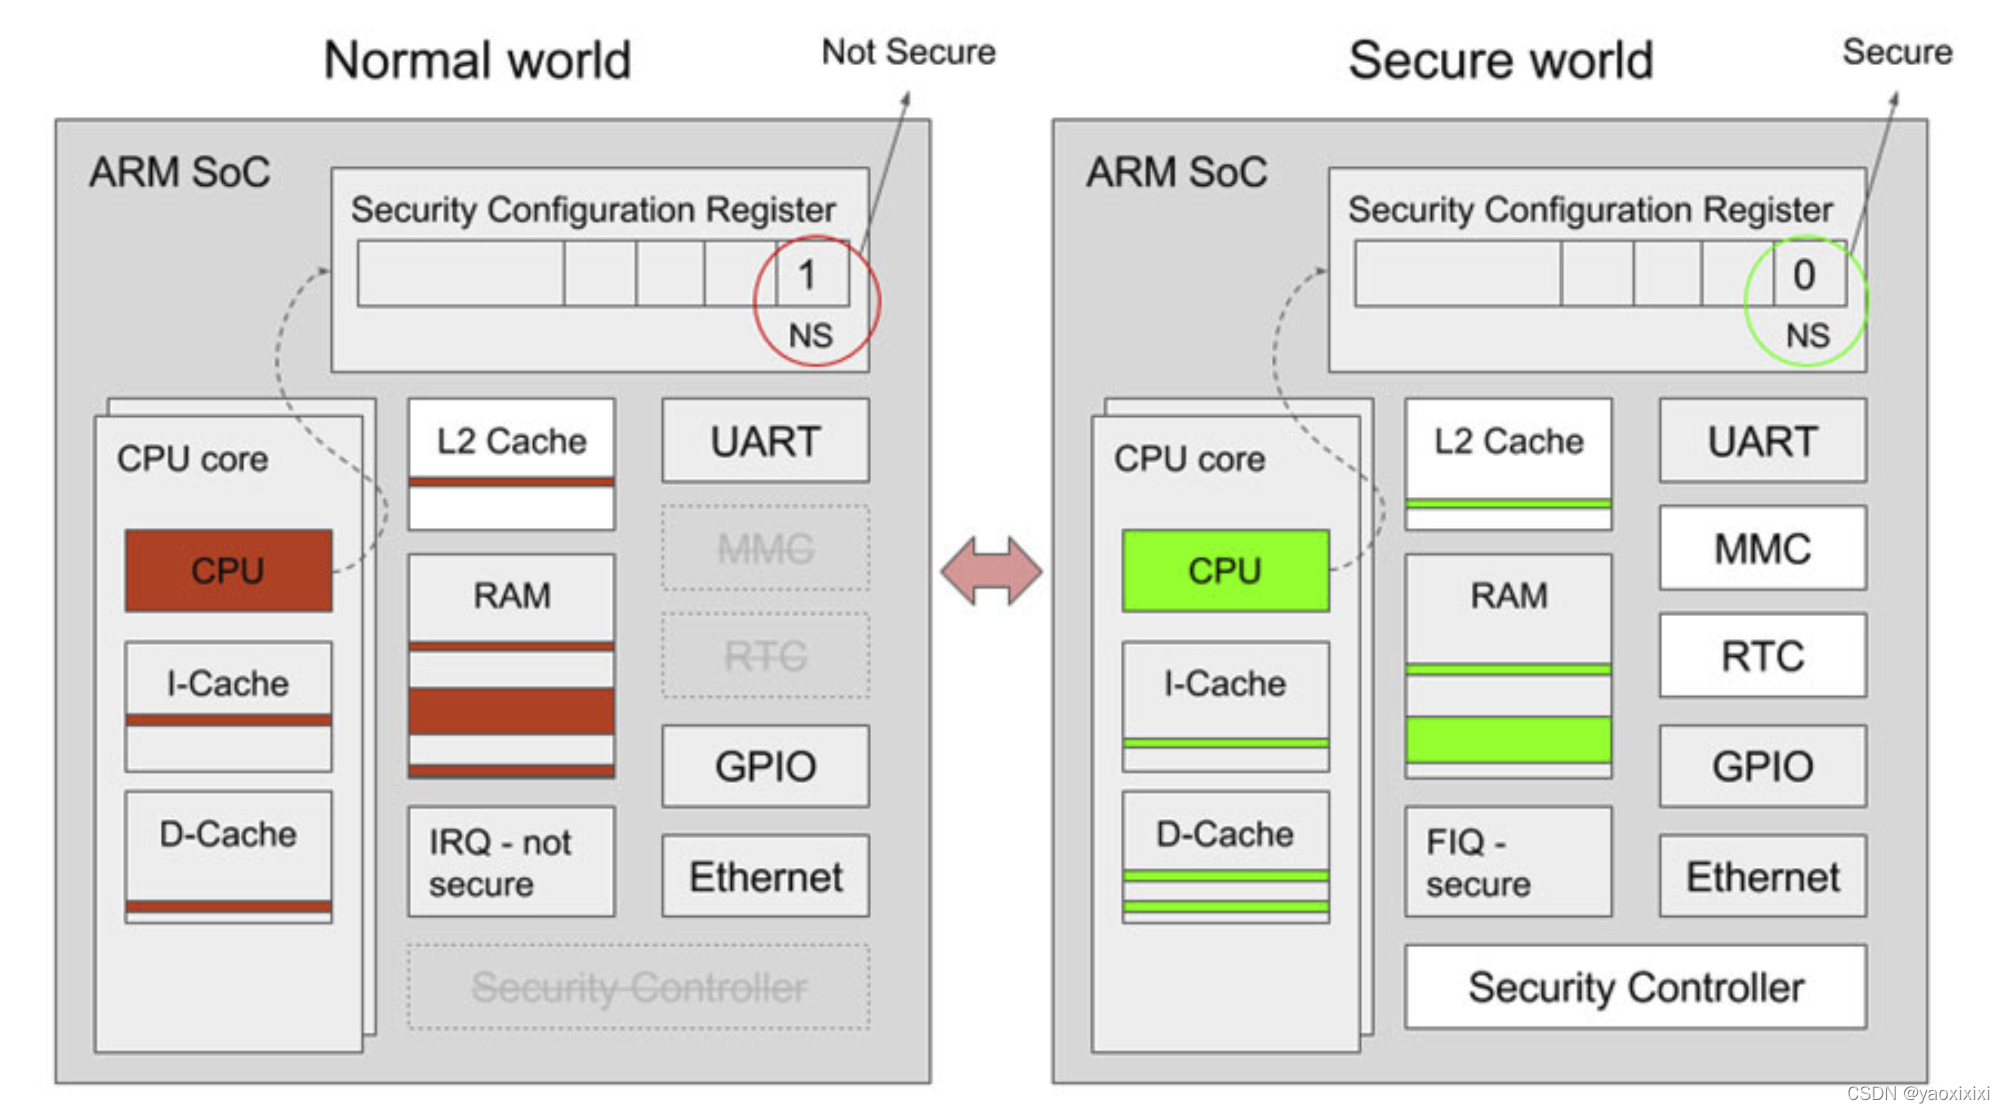 Normal world
Not Secure
ARM SoC
Security Configuration Register
1
NS
CPU core
CPU
I-Cache
D-Cache
L2 Cache
RAM
IRQ - not
secure
UART
MMC
RTC
GPIO
Ethernet
Security Controller
Secure world
Secure
ARM SoC
Security Configuration Register
0
NS
CPU core
CPU
I-Cache
D-Cache
L2 Cache
RAM
FIQ -
secure
UART
MMC
RTC
GPIO
Ethernet
Security Controller
CSDN @yaoxixixi